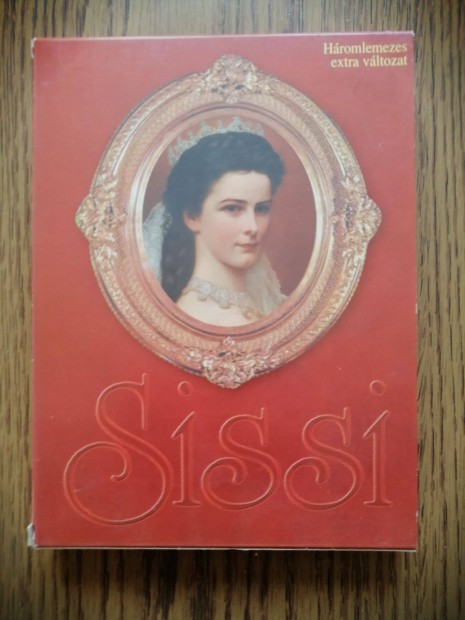 Háromlemezes
extra változat
Sissi